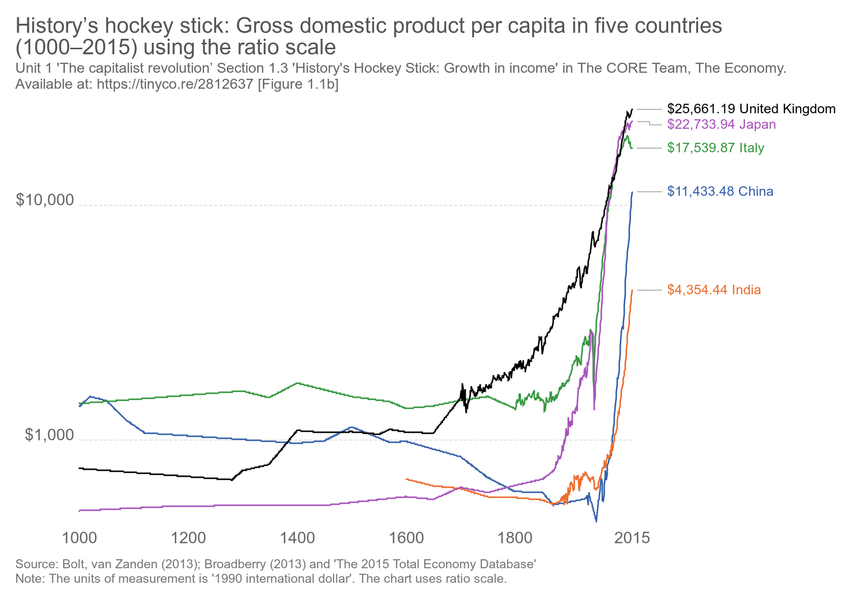 History’s hockey stick: Gross domestic product per capita in five countries
(1000–2015) using the ratio scale
Unit 1 'The capitalist revolution’ Section 1.3 'History's Hockey Stick: Growth in income' in The CORE Team, The Economy.
Available at: https://tinyco.re/2812637 [Figure 1.1b]
$25,661.19 United Kingdom
$22,733.94 Japan
$17,539.87 Italy
$11,433.48 China
$10,000
$4,354.44 India
$1,000
1000 1200 1400 1600 1800 2015
Source: Bolt, van Zanden (2013); Broadberry (2013) and 'The 2015 Total Economy Database'
Note: The units of measurement is '1990 international dollar'. The chart uses ratio scale.